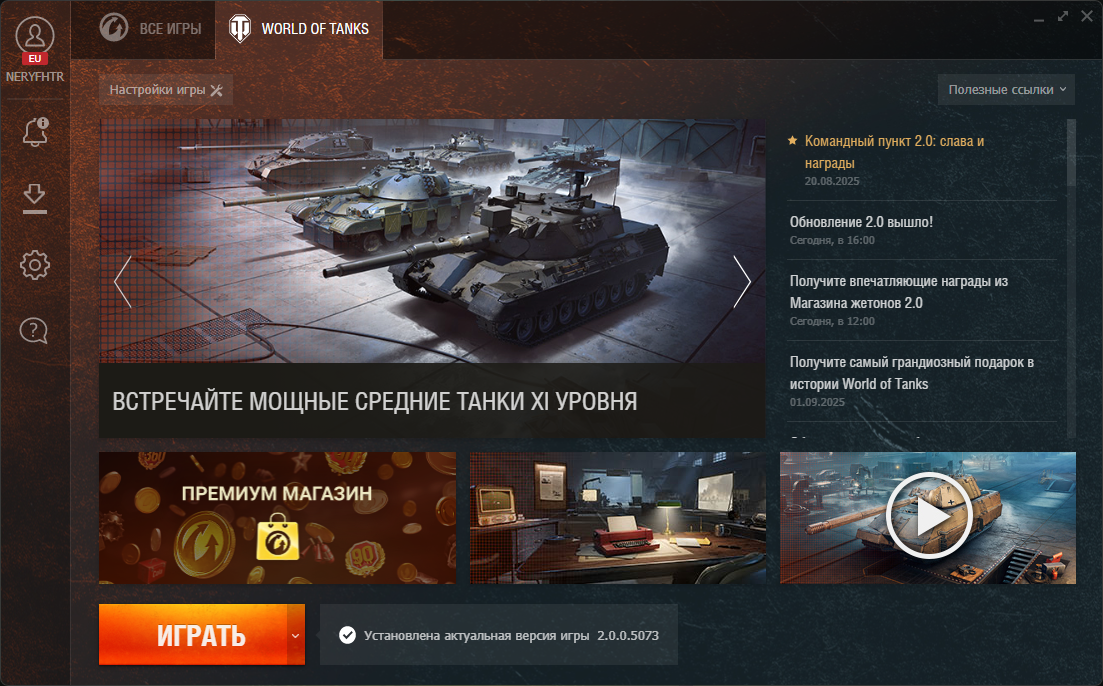 ВСЕ ИГРЫ
WORLD OF TANKS
EU
NERYFHTR
Настройки игры
Полезные ссылки
ВСТРЕЧАЙТЕ МОЩНЫЕ СРЕДНИЕ ТАНКИ XI УРОВНЯ
Командный пункт 2.0: слава и
награды
20.08.2025
Обновление 2.0 вышло!
Сегодня, в 16:00
Получите впечатляющие награды из
Магазина жетонов 2.0
Сегодня, в 12:00
Получите самый грандиозный подарок в
истории World of Tanks
01.09.2025
ПРЕМИУМ МАГАЗИН
ИГРАТЬ
Установлена актуальная версия игры 2.0.0.5073